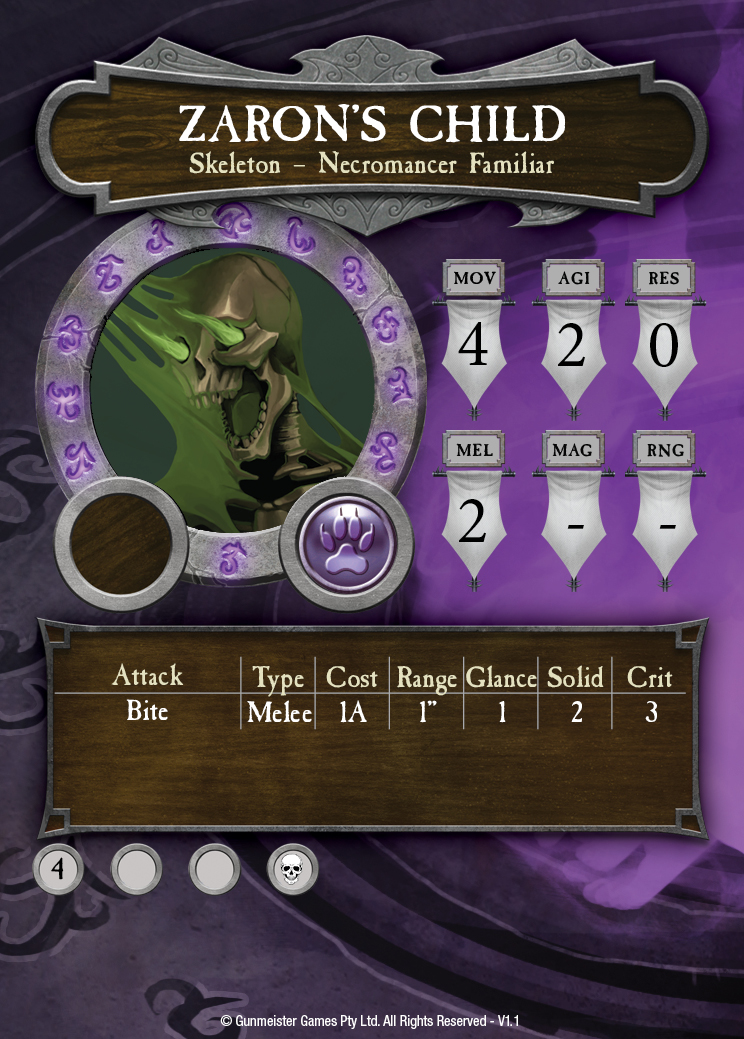 ZARON'S CHILD
Skeleton – Necromancer Familiar
MOV AGI RES
4 2 0
MEL MAG RNG
2 - -
Attack Type Cost Range Glance Solid Crit
Bite Melee 1A 1" 1 2 3
4
© Gunmeister Games Pty Ltd. All Rights Reserved - V1.1